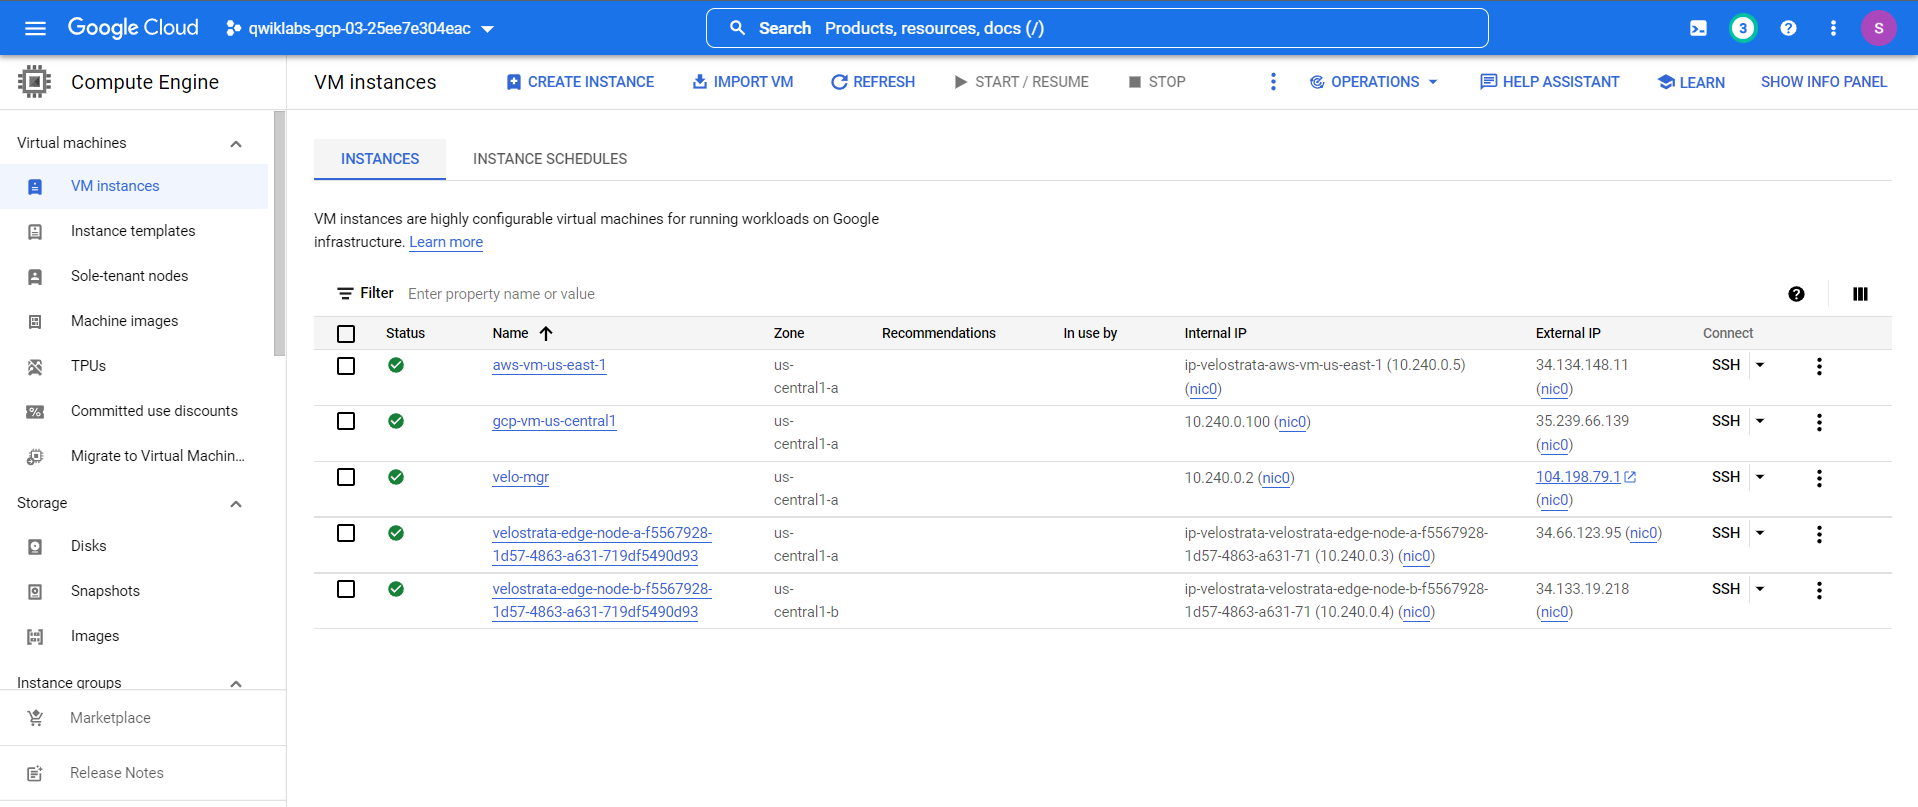 Google Cloud
qwiklabs-gcp-03-25ee7e304eac
Search Products, resources, docs (/)
3
S
Compute Engine
VM instances
CREATE INSTANCE
IMPORT VM
REFRESH
START / RESUME
STOP
OPERATIONS
HELP ASSISTANT
LEARN
SHOW INFO PANEL
Virtual machines
VM instances
Instance templates
Sole-tenant nodes
Machine images
TPUs
Committed use discounts
Migrate to Virtual Machin...
Storage
Disks
Snapshots
Images
Instance groups
Marketplace
Release Notes
INSTANCES
INSTANCE SCHEDULES
VM instances are highly configurable virtual machines for running workloads on Google
infrastructure. Learn more
Filter Enter property name or value
Status Name Zone Recommendations In use by Internal IP External IP Connect
aws-vm-us-east-1 us- ip-velostrata-aws-vm-us-east-1 (10.240.0.5) 34.134.148.11 SSH
central1-a (nic0) (nic0)
gcp-vm-us-central1 us- 10.240.0.100 (nic0) 35.239.66.139 SSH
central1-a (nic0)
velo-mgr us- 10.240.0.2 (nic0) 104.198.79.1 SSH
central1-a (nic0)
velostrata-edge-node-a-f5567928- us- ip-velostrata-velostrata-edge-node-a-f5567928- 34.66.123.95 (nic0) SSH
1d57-4863-a631-719df5490d93 central1-a 1d57-4863-a631-71 (10.240.0.3) (nic0)
velostrata-edge-node-b-f5567928- us- ip-velostrata-velostrata-edge-node-b-f5567928- 34.133.19.218 SSH
1d57-4863-a631-719df5490d93 central1-b 1d57-4863-a631-71 (10.240.0.4) (nic0) (nic0)